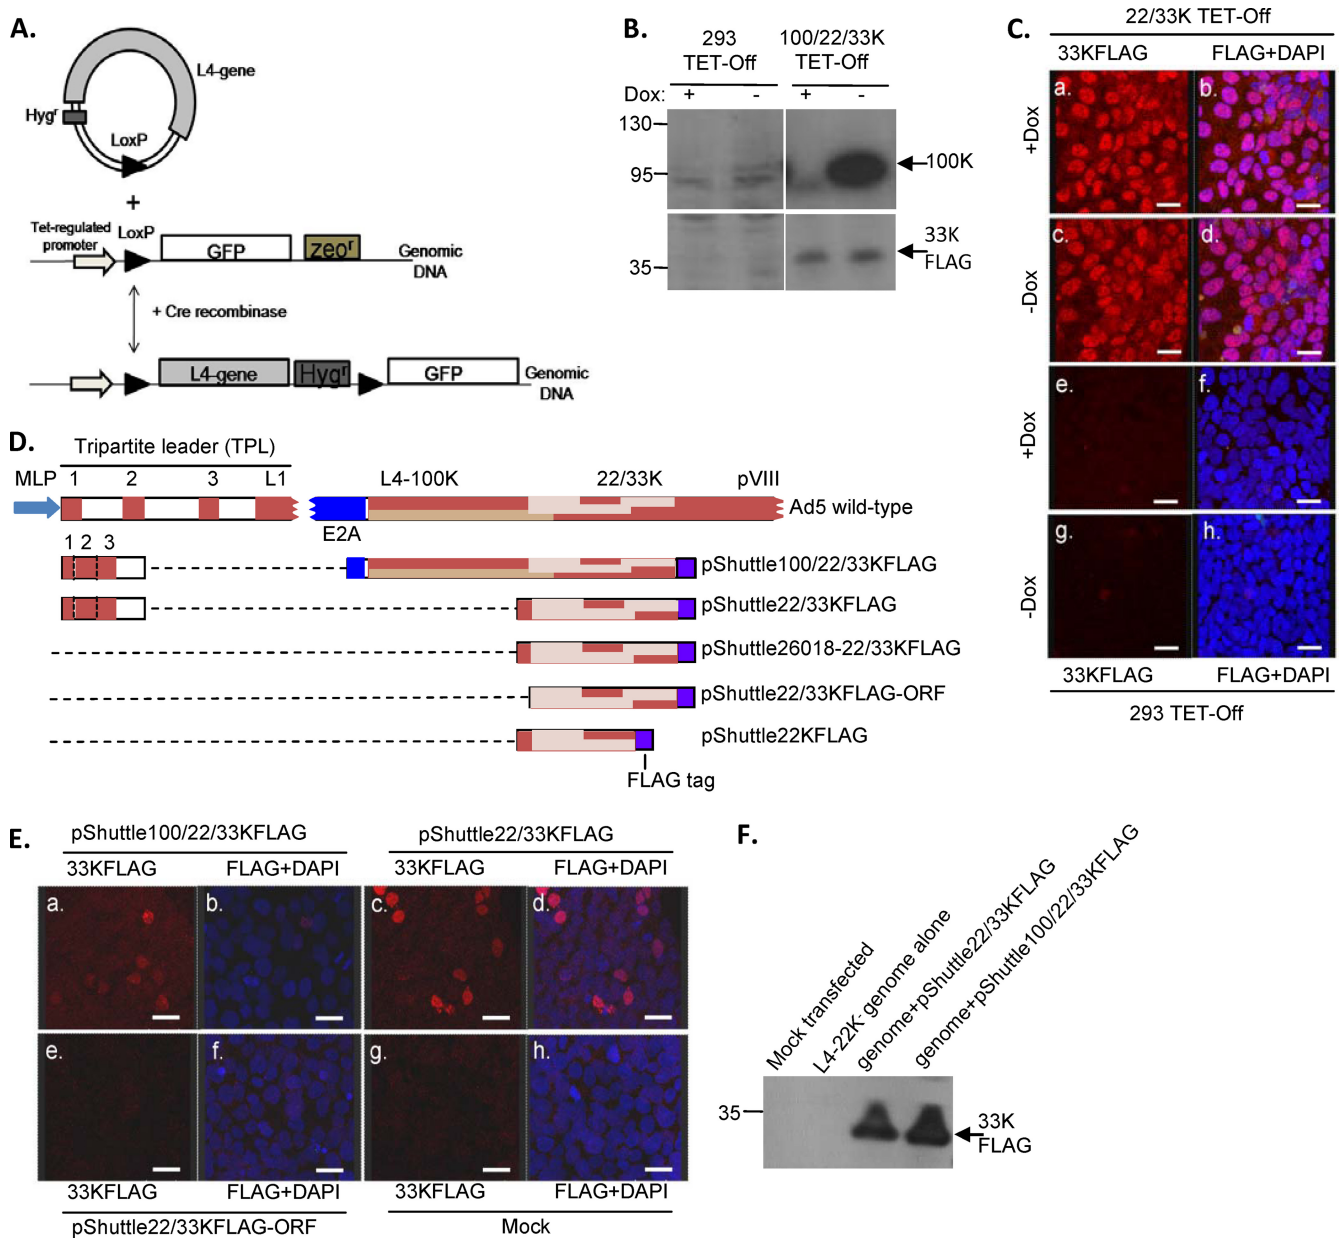 A.
L4-gene
Hygʳ
LoxP
+
Tet-regulated
promoter
LoxP
GFP
zeoʳ
Genomic
DNA
+ Cre recombinase
L4-gene
Hygʳ
GFP
Genomic
DNA
B.
293
TET-Off
100/22/33K
TET-Off
Dox: + - + -
130
95
100K
35
33K
FLAG
C.
22/33K TET-Off
33KFLAG FLAG+DAPI
+Dox
a. b.
-Dox
c. d.
+Dox
e. f.
-Dox
g. h.
33KFLAG FLAG+DAPI
293 TET-Off
D.
Tripartite leader (TPL)
MLP 1 2 3 L1 L4-100K 22/33K pVIII
Ad5 wild-type
E2A
1 2 3
pShuttle100/22/33KFLAG
pShuttle22/33KFLAG
pShuttle26018-22/33KFLAG
pShuttle22/33KFLAG-ORF
pShuttle22KFLAG
FLAG tag
E.
pShuttle100/22/33KFLAG pShuttle22/33KFLAG
33KFLAG FLAG+DAPI 33KFLAG FLAG+DAPI
a. b. c. d.
e. f. g. h.
33KFLAG FLAG+DAPI 33KFLAG FLAG+DAPI
pShuttle22/33KFLAG-ORF Mock
F.
Mock transfected
L4-22K⁻ genome alone
genome+pShuttle22/33KFLAG
genome+pShuttle100/22/33KFLAG
35
33K
FLAG